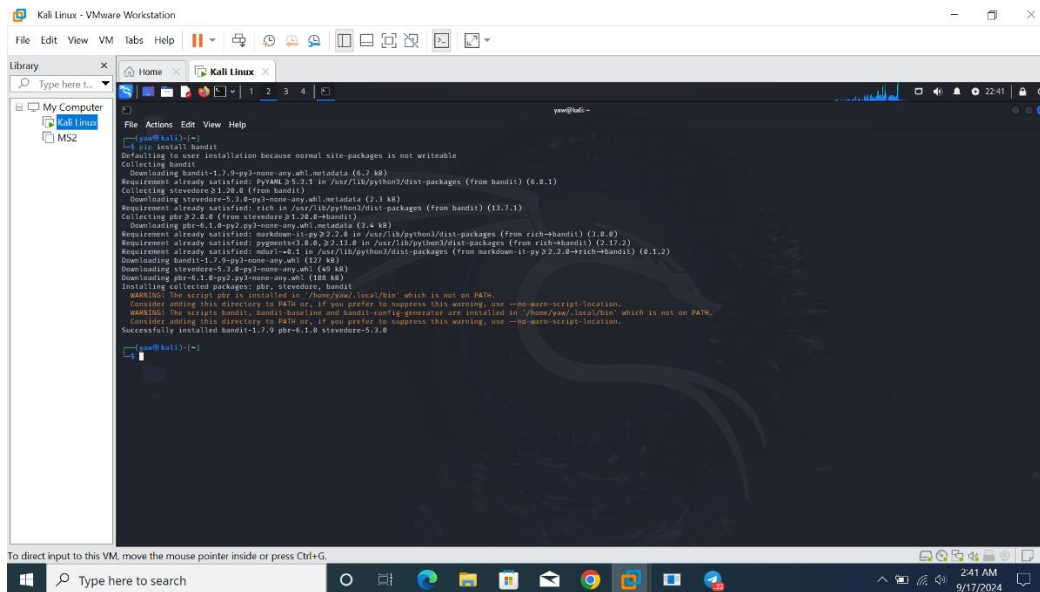 Kali Linux - VMware Workstation
File Edit View VM Tabs Help
Library
Type here t...
My Computer
Kali Linux
MS2
Home
Kali Linux
1 2 3 4
22:41
yaw@kali: ~
File Actions Edit View Help
(yaw㉿kali)-[~]
$ pip install bandit
Defaulting to user installation because normal site-packages is not writeable
Collecting bandit
Downloading bandit-1.7.9-py3-none-any.whl.metadata (6.7 kB)
Requirement already satisfied: PyYAML≥5.3.1 in /usr/lib/python3/dist-packages (from bandit) (6.0.1)
Collecting stevedore≥1.20.0 (from bandit)
Downloading stevedore-5.3.0-py3-none-any.whl.metadata (2.3 kB)
Requirement already satisfied: rich in /usr/lib/python3/dist-packages (from bandit) (13.7.1)
Collecting pbr≥2.0.0 (from stevedore≥1.20.0→bandit)
Downloading pbr-6.1.0-py2.py3-none-any.whl.metadata (3.4 kB)
Requirement already satisfied: markdown-it-py≥2.2.0 in /usr/lib/python3/dist-packages (from rich→bandit) (3.0.0)
Requirement already satisfied: pygments<3.0.0,≥2.13.0 in /usr/lib/python3/dist-packages (from rich→bandit) (2.17.2)
Requirement already satisfied: mdurl~=0.1 in /usr/lib/python3/dist-packages (from markdown-it-py≥2.2.0→rich→bandit) (0.1.2)
Downloading bandit-1.7.9-py3-none-any.whl (127 kB)
Downloading stevedore-5.3.0-py3-none-any.whl (49 kB)
Downloading pbr-6.1.0-py2.py3-none-any.whl (108 kB)
Installing collected packages: pbr, stevedore, bandit
WARNING: The script pbr is installed in '/home/yaw/.local/bin' which is not on PATH.
Consider adding this directory to PATH or, if you prefer to suppress this warning, use --no-warn-script-location.
WARNING: The scripts bandit, bandit-baseline and bandit-config-generator are installed in '/home/yaw/.local/bin' which is not on PATH.
Consider adding this directory to PATH or, if you prefer to suppress this warning, use --no-warn-script-location.
Successfully installed bandit-1.7.9 pbr-6.1.0 stevedore-5.3.0
(yaw㉿kali)-[~]
$
To direct input to this VM, move the mouse pointer inside or press Ctrl+G.
Type here to search
2:41 AM
9/17/2024